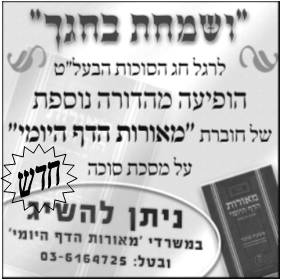 "ושמחת בחגך"
לרגל חג הסוכות הבעל"ט
הופיעה מהדורה נוספת
של חוברת "מאורות הדף היומי"
על מסכת סוכה
חדש
ניתן להשיג
במשרדי 'מאורות הדף היומי'
ובטל: 03-6164725
מאורות
הדף היומי